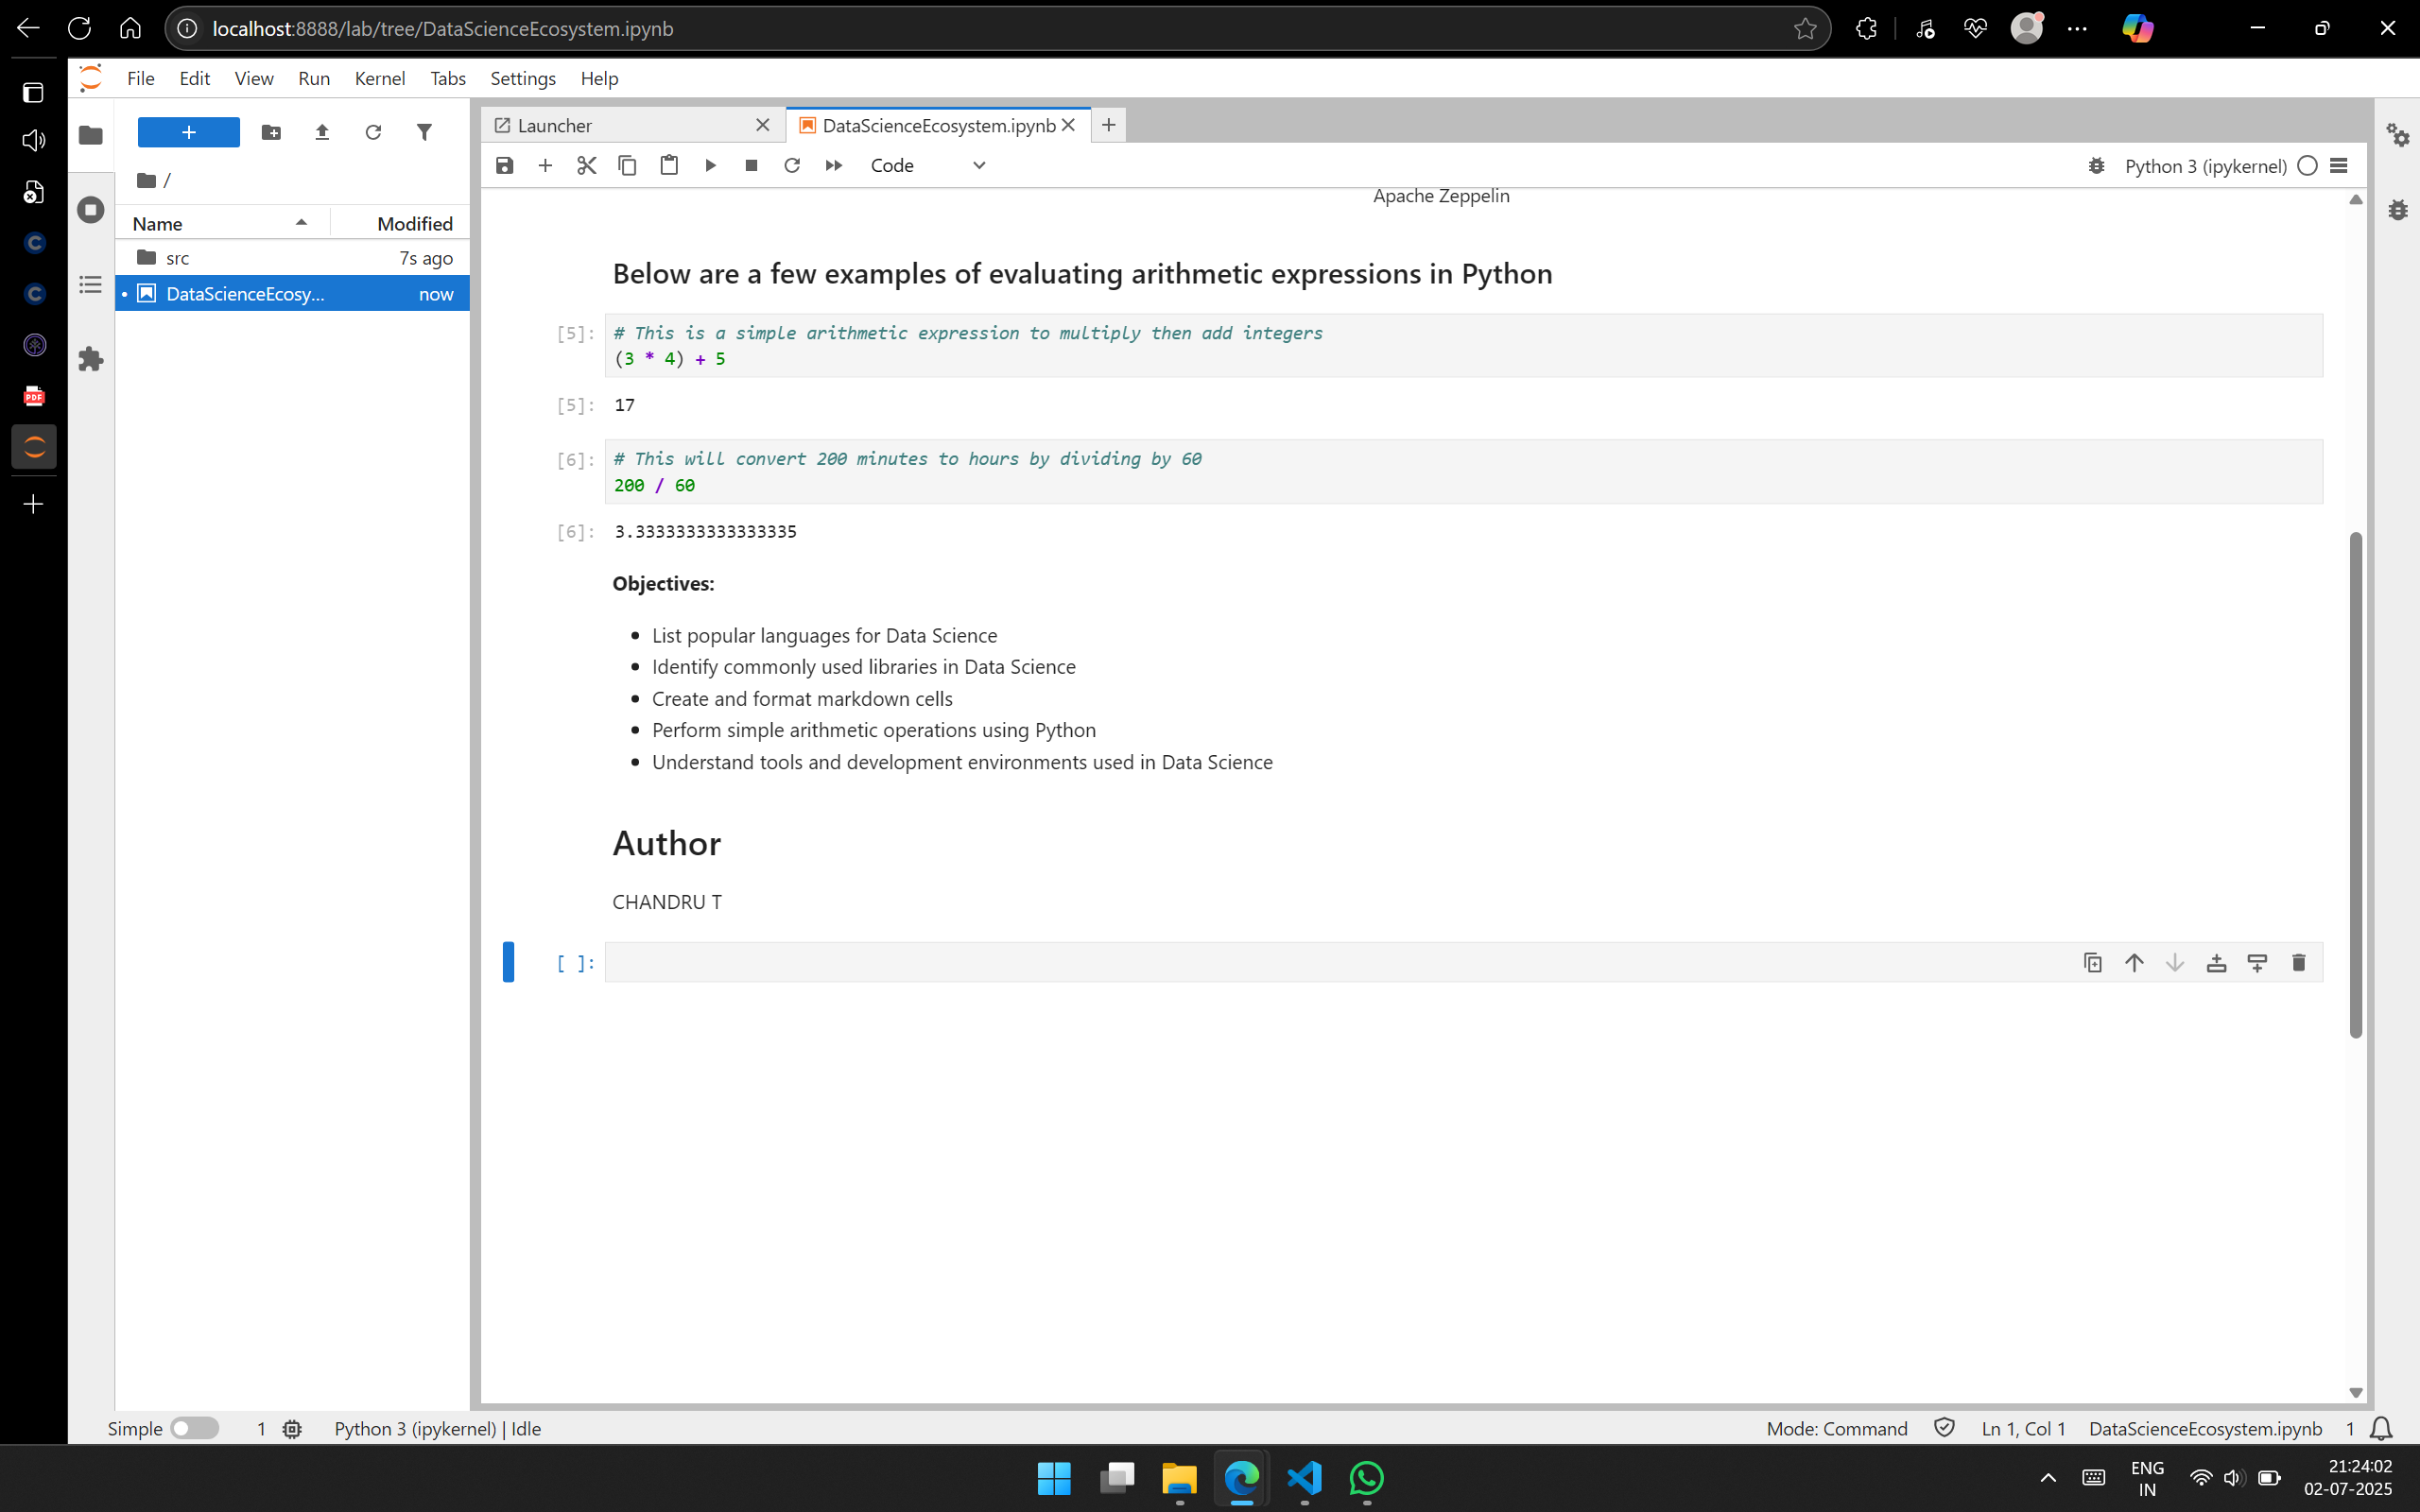 localhost:8888/lab/tree/DataScienceEcosystem.ipynb
File Edit View Run Kernel Tabs Settings Help
Launcher
DataScienceEcosystem.ipynb
Code
Python 3 (ipykernel)
/
Name Modified
src 7s ago
DataScienceEcosy... now
Apache Zeppelin
Below are a few examples of evaluating arithmetic expressions in Python
[5]: # This is a simple arithmetic expression to multiply then add integers
(3 * 4) + 5
[5]: 17
[6]: # This will convert 200 minutes to hours by dividing by 60
200 / 60
[6]: 3.3333333333333335
Objectives:
• List popular languages for Data Science
• Identify commonly used libraries in Data Science
• Create and format markdown cells
• Perform simple arithmetic operations using Python
• Understand tools and development environments used in Data Science
Author
CHANDRU T
[ ]:
Simple 1 Python 3 (ipykernel) | Idle
Mode: Command Ln 1, Col 1 DataScienceEcosystem.ipynb 1
PDF
ENG
IN
21:24:02
02-07-2025